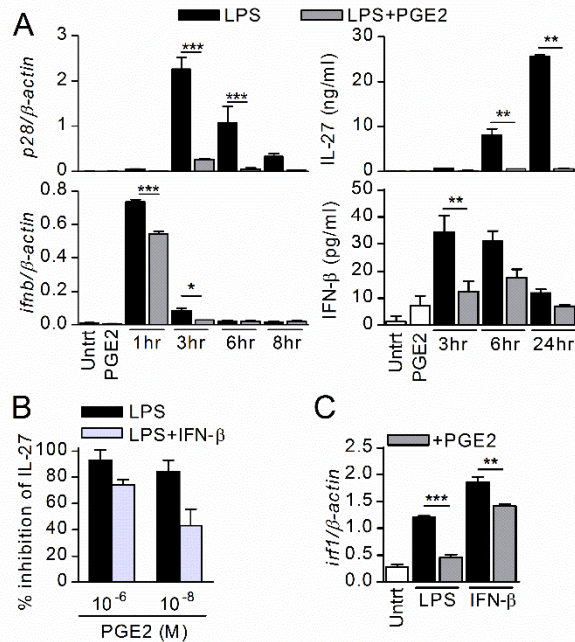 A
LPS
LPS+PGE2
p28/β-actin
3
2
1
0
***
***
IL-27 (ng/ml)
30
20
10
0
**
**
ifnb/β-actin
0.8
0.6
0.4
0.2
0.0
***
*
Untrt
PGE2
1hr
3hr
6hr
8hr
IFN-β (pg/ml)
50
40
30
20
10
0
**
Untrt
PGE2
3hr
6hr
24hr
B
LPS
LPS+IFN-β
% inhibition of IL-27
100
80
60
40
20
0
10-6
10-8
PGE2 (M)
C
+PGE2
irf1/β-actin
2.0
1.5
1.0
0.5
0.0
***
**
Untrt
LPS
IFN-β